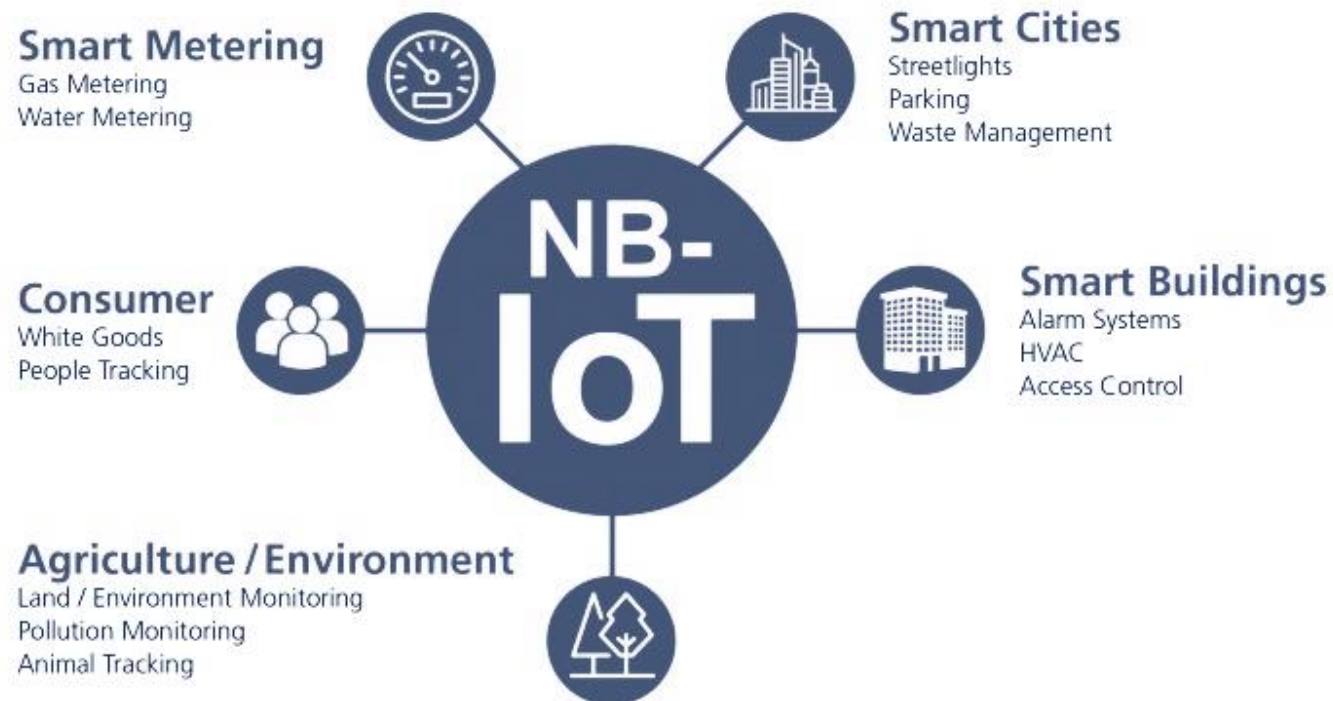 Smart Metering
Gas Metering
Water Metering
Smart Cities
Streetlights
Parking
Waste Management
NB-
IoT
Consumer
White Goods
People Tracking
Smart Buildings
Alarm Systems
HVAC
Access Control
Agriculture / Environment
Land / Environment Monitoring
Pollution Monitoring
Animal Tracking